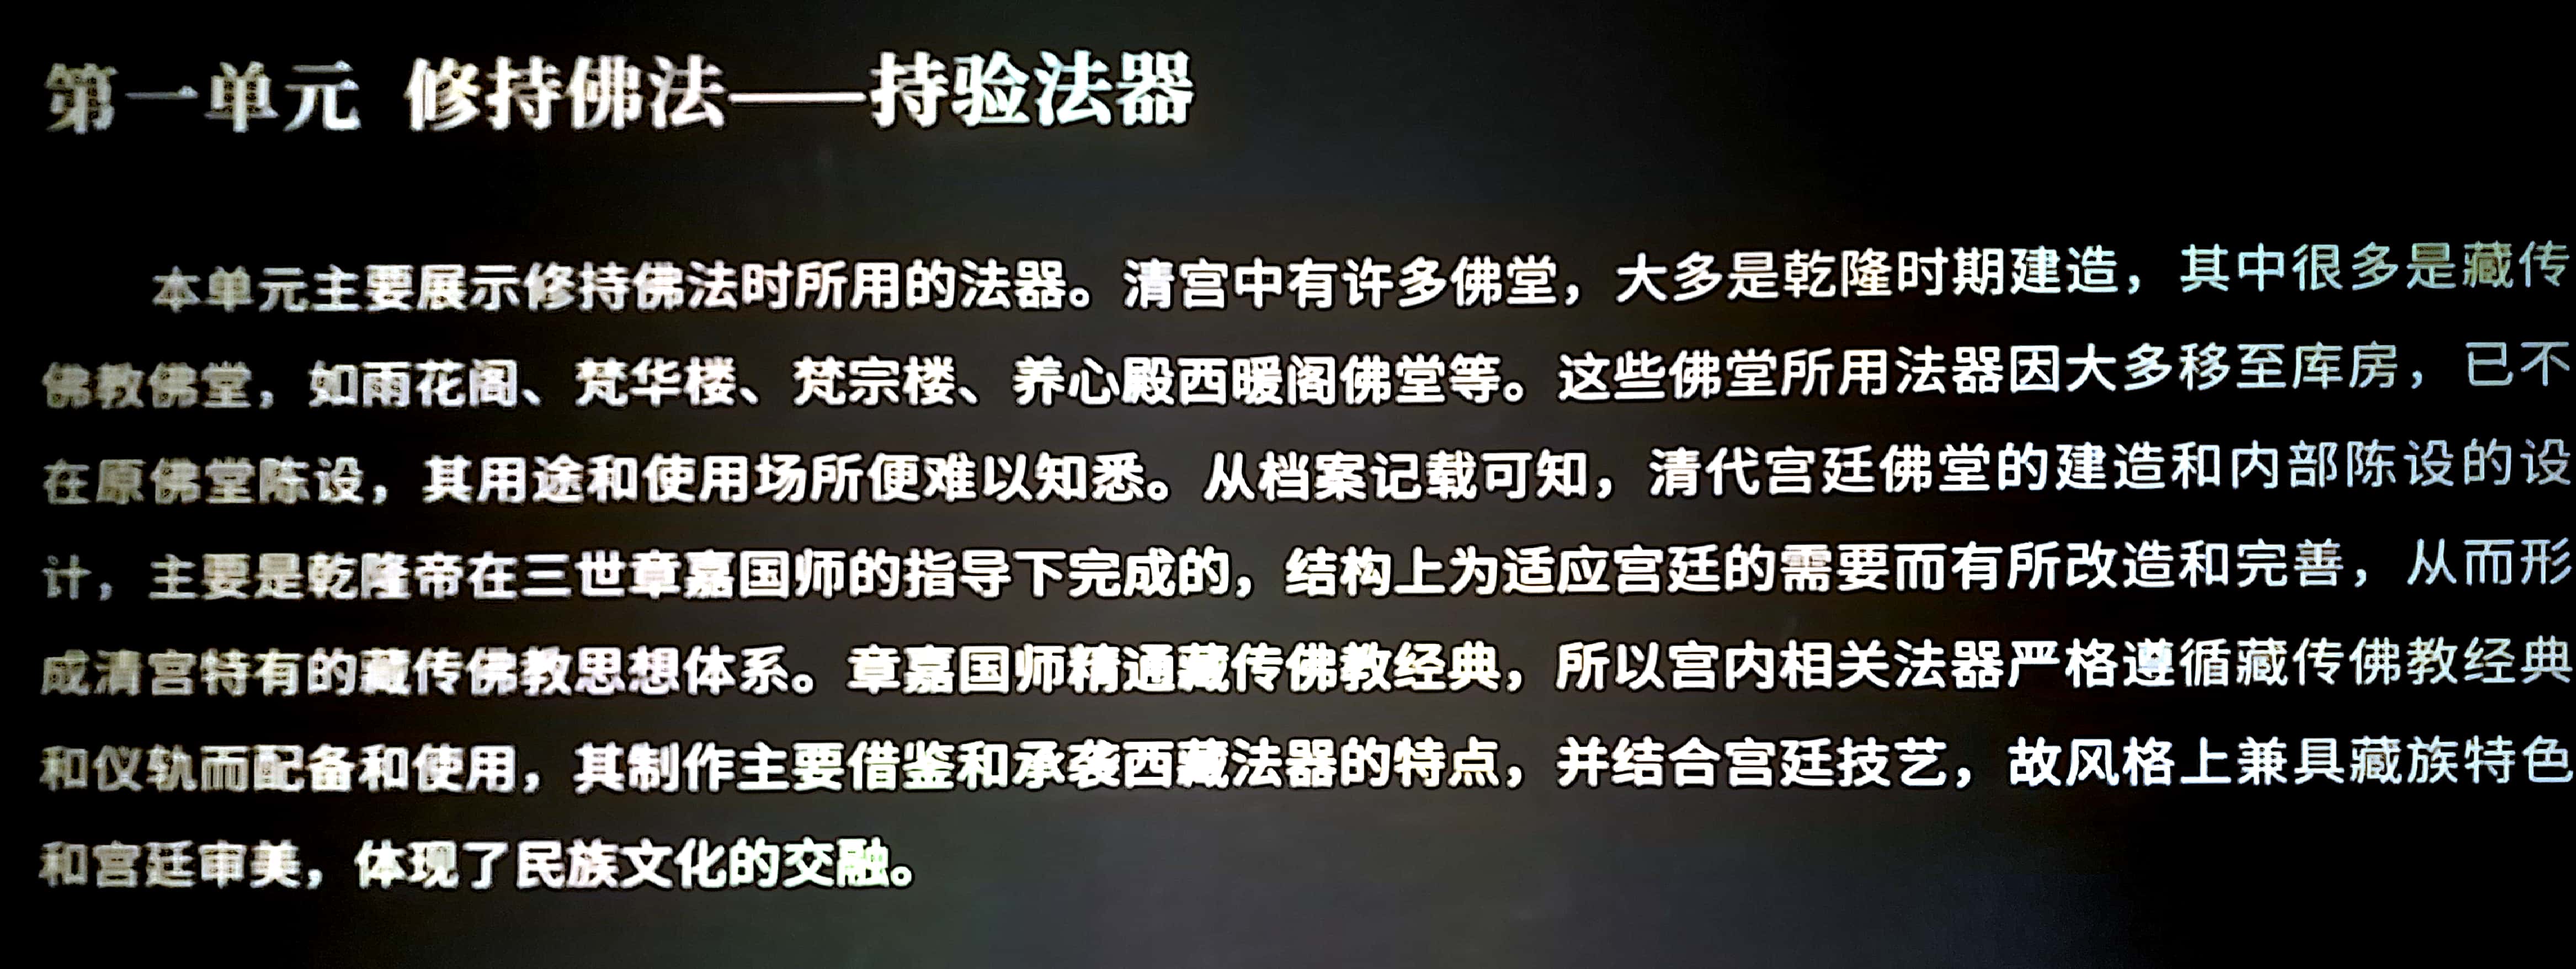 第一单元 修持佛法——持验法器
本单元主要展示修持佛法时所用的法器。清宫中有许多佛堂，大多是乾隆时期建造，其中很多是藏传
佛教佛堂，如雨花阁、梵华楼、梵宗楼、养心殿西暖阁佛堂等。这些佛堂所用法器因大多移至库房，已不
在原佛堂陈设，其用途和使用场所便难以知悉。从档案记载可知，清代宫廷佛堂的建造和内部陈设的设
计，主要是乾隆帝在三世章嘉国师的指导下完成的，结构上为适应宫廷的需要而有所改造和完善，从而形
成清宫特有的藏传佛教思想体系。章嘉国师精通藏传佛教经典，所以宫内相关法器严格遵循藏传佛教经典
和仪轨而配备和使用，其制作主要借鉴和承袭西藏法器的特点，并结合宫廷技艺，故风格上兼具藏族特色
和宫廷审美，体现了民族文化的交融。